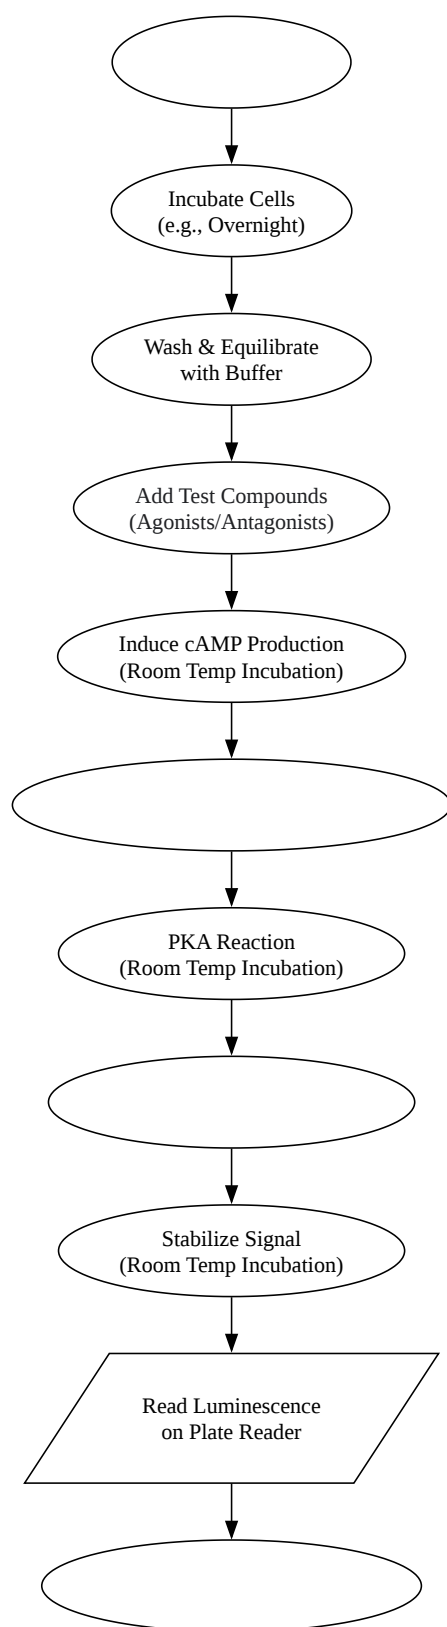 Incubate Cells
(e.g., Overnight)
Wash & Equilibrate
with Buffer
Add Test Compounds
(Agonists/Antagonists)
Induce cAMP Production
(Room Temp Incubation)
PKA Reaction
(Room Temp Incubation)
Stabilize Signal
(Room Temp Incubation)
Read Luminescence
on Plate Reader